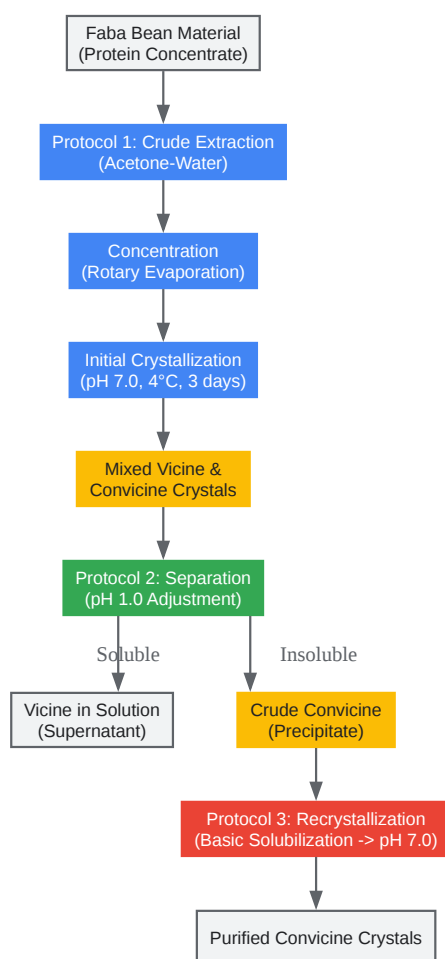 Faba Bean Material
(Protein Concentrate)
Protocol 1: Crude Extraction
(Acetone-Water)
Concentration
(Rotary Evaporation)
Initial Crystallization
(pH 7.0, 4°C, 3 days)
Mixed Vicine &
Convicine Crystals
Protocol 2: Separation
(pH 1.0 Adjustment)
Soluble
Insoluble
Vicine in Solution
(Supernatant)
Crude Convicine
(Precipitate)
Protocol 3: Recrystallization
(Basic Solubilization -> pH 7.0)
Purified Convicine Crystals